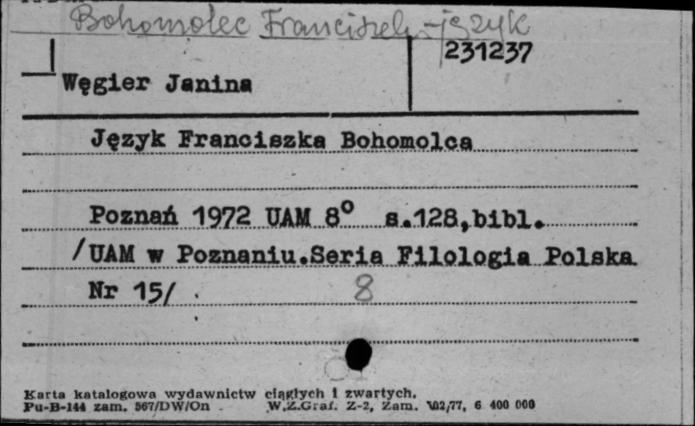 Bohomolec Franciszek - język
231237
Węgier Janina
Język Franciszka Bohomolca
Poznań 1972 UAM 8° s.128,bibl.
/UAM w Poznaniu.Seria Filologia Polska
Nr 15/ 8
Karta katalogowa wydawnictw ciągłych i zwartych.
Pu-B-144 zam. 567/DW/On W.Z.Graf. Z-2, Zam. 102/77, 6 400 000